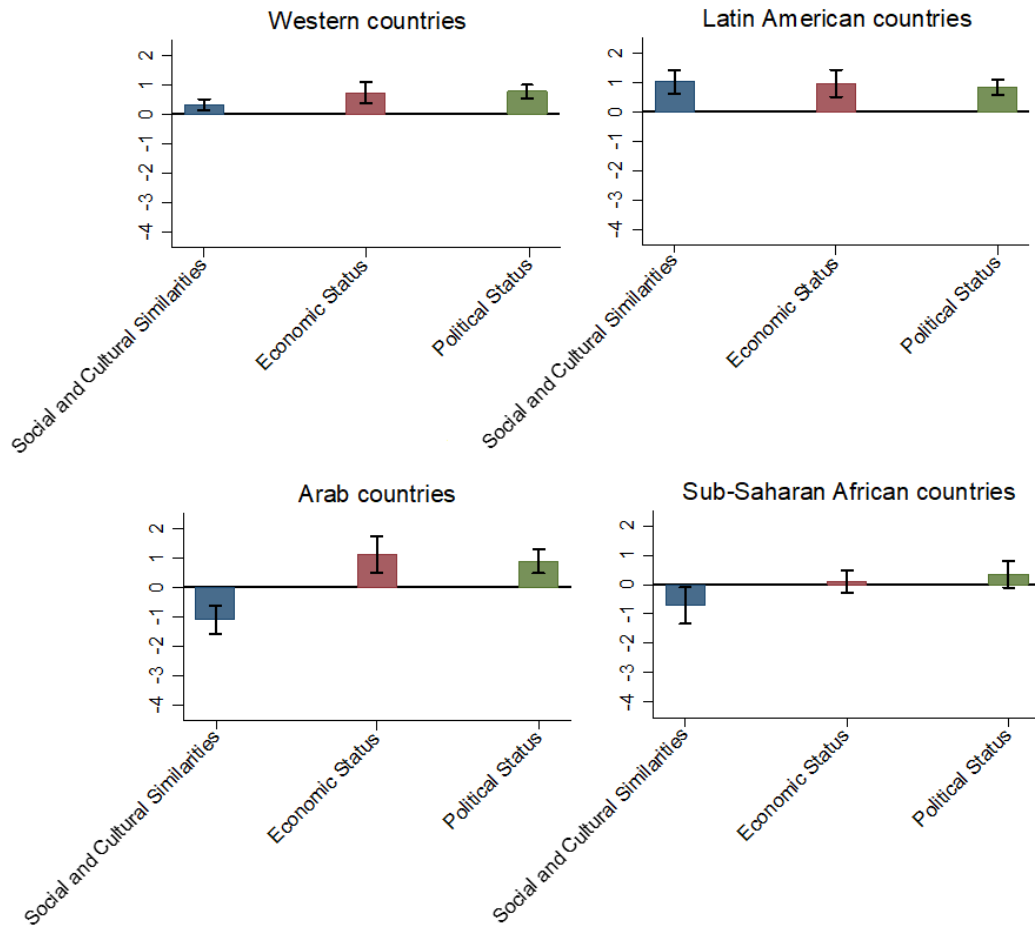 Western countries
2
1
0
-1
-2
-3
-4
Social and Cultural Similarities
Economic Status
Political Status
Latin American countries
2
1
0
-1
-2
-3
-4
Social and Cultural Similarities
Economic Status
Political Status
Arab countries
2
1
0
-1
-2
-3
-4
Social and Cultural Similarities
Economic Status
Political Status
Sub-Saharan African countries
2
1
0
-1
-2
-3
-4
Social and Cultural Similarities
Economic Status
Political Status